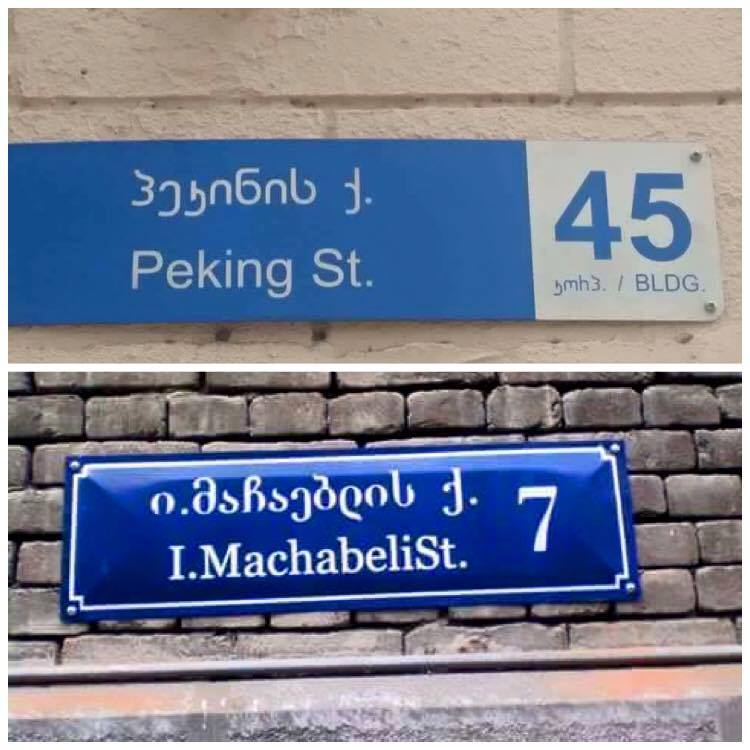 პეკინის ქ.
Peking St.
45
კორპ. / BLDG.
ი.მაჩაბლის ქ.
I.MachabeliSt.
7